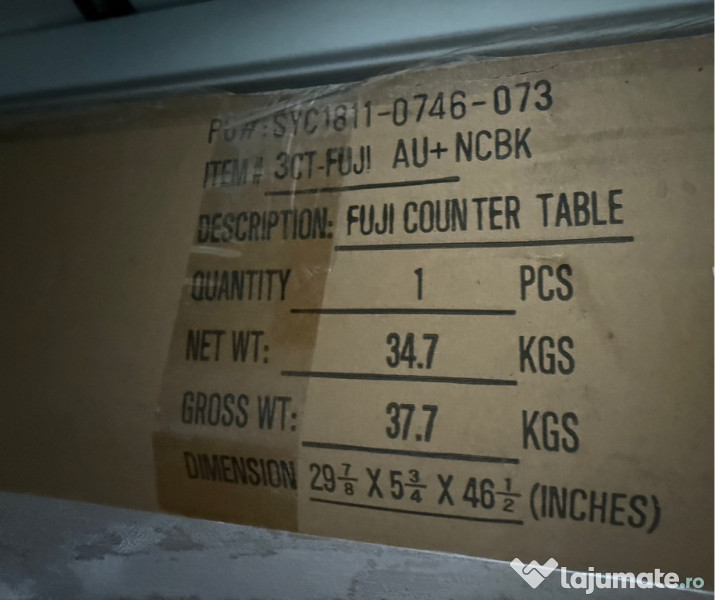 PO#: SYC1811-0746-073
ITEM# 3CT-FUJI AU+NCBK
DESCRIPTION: FUJI COUNTER TABLE
QUANTITY 1 PCS
NET WT: 34.7 KGS
GROSS WT: 37.7 KGS
DIMENSION 29 7/8 X 5 3/4 X 46 1/2 (INCHES)
lajumate.ro